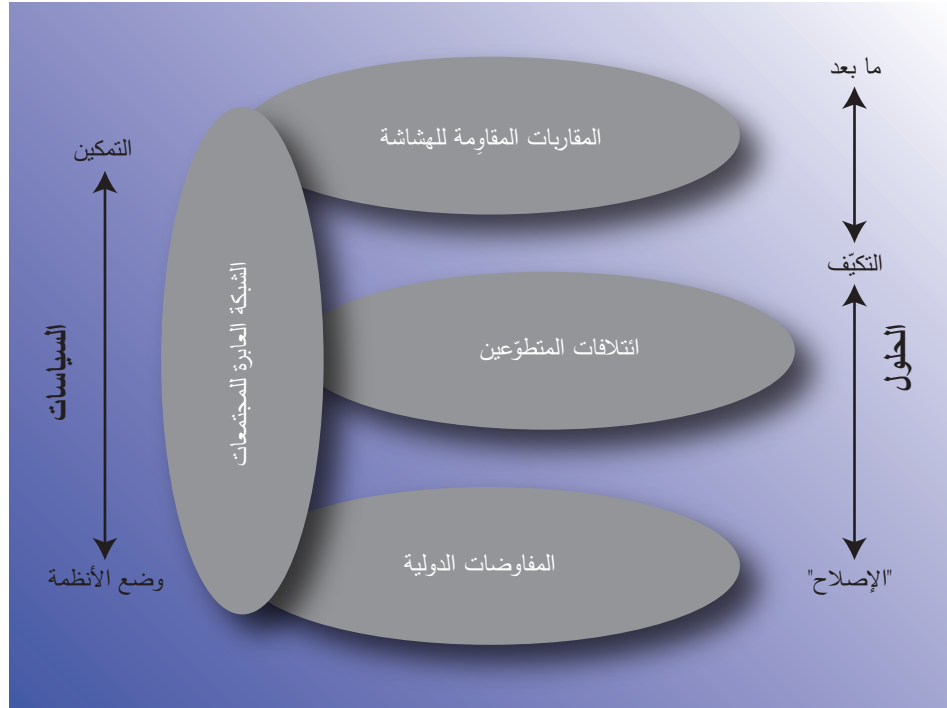 ما بعد
المقاربات المقاوِمة للهشاشة
التمكين
التكيّف
الحلول
ائتلافات المتطوّعين
الشبكة العابرة للمجتمعات
السياسات
المفاوضات الدولية
"الإصلاح"
وضع الأنظمة